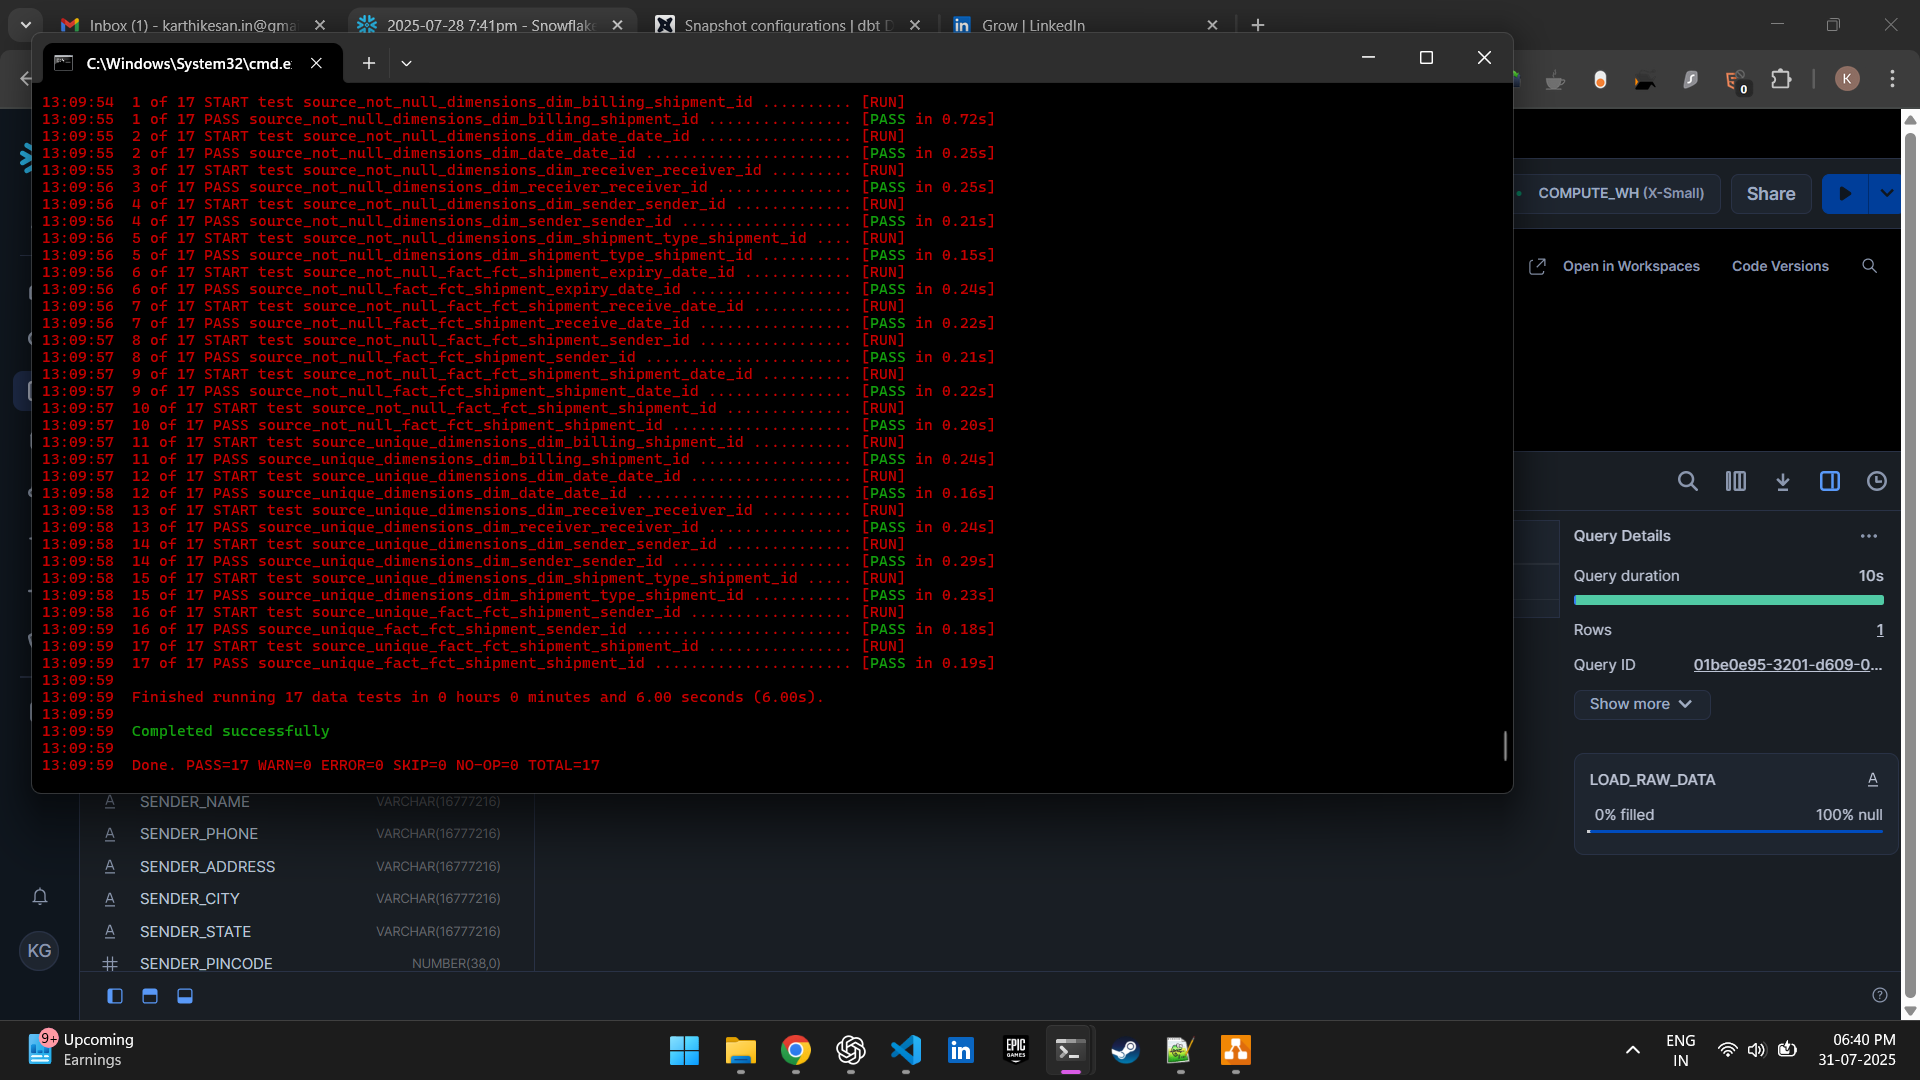 Inbox (1) - karthikesan.in@gma
2025-07-28 7:41pm - Snowflake
Snapshot configurations | dbt D
Grow | LinkedIn
C:\Windows\System32\cmd.e
K
0
13:09:54  1 of 17 START test source_not_null_dimensions_dim_billing_shipment_id .......... [RUN]
13:09:55  1 of 17 PASS source_not_null_dimensions_dim_billing_shipment_id ................ [PASS in 0.72s]
13:09:55  2 of 17 START test source_not_null_dimensions_dim_date_date_id ................. [RUN]
13:09:55  2 of 17 PASS source_not_null_dimensions_dim_date_date_id ....................... [PASS in 0.25s]
13:09:55  3 of 17 START test source_not_null_dimensions_dim_receiver_receiver_id ......... [RUN]
13:09:56  3 of 17 PASS source_not_null_dimensions_dim_receiver_receiver_id ............... [PASS in 0.25s]
13:09:56  4 of 17 START test source_not_null_dimensions_dim_sender_sender_id ............. [RUN]
13:09:56  4 of 17 PASS source_not_null_dimensions_dim_sender_sender_id ................... [PASS in 0.21s]
13:09:56  5 of 17 START test source_not_null_dimensions_dim_shipment_type_shipment_id .... [RUN]
13:09:56  5 of 17 PASS source_not_null_dimensions_dim_shipment_type_shipment_id .......... [PASS in 0.15s]
13:09:56  6 of 17 START test source_not_null_fact_fct_shipment_expiry_date_id ............ [RUN]
13:09:56  6 of 17 PASS source_not_null_fact_fct_shipment_expiry_date_id .................. [PASS in 0.24s]
13:09:56  7 of 17 START test source_not_null_fact_fct_shipment_receive_date_id ........... [RUN]
13:09:56  7 of 17 PASS source_not_null_fact_fct_shipment_receive_date_id ................. [PASS in 0.22s]
13:09:57  8 of 17 START test source_not_null_fact_fct_shipment_sender_id ................. [RUN]
13:09:57  8 of 17 PASS source_not_null_fact_fct_shipment_sender_id ....................... [PASS in 0.21s]
13:09:57  9 of 17 START test source_not_null_fact_fct_shipment_shipment_date_id .......... [RUN]
13:09:57  9 of 17 PASS source_not_null_fact_fct_shipment_shipment_date_id ................ [PASS in 0.22s]
13:09:57  10 of 17 START test source_not_null_fact_fct_shipment_shipment_id .............. [RUN]
13:09:57  10 of 17 PASS source_not_null_fact_fct_shipment_shipment_id .................... [PASS in 0.20s]
13:09:57  11 of 17 START test source_unique_dimensions_dim_billing_shipment_id ........... [RUN]
13:09:57  11 of 17 PASS source_unique_dimensions_dim_billing_shipment_id ................. [PASS in 0.24s]
13:09:57  12 of 17 START test source_unique_dimensions_dim_date_date_id .................. [RUN]
13:09:58  12 of 17 PASS source_unique_dimensions_dim_date_date_id ........................ [PASS in 0.16s]
13:09:58  13 of 17 START test source_unique_dimensions_dim_receiver_receiver_id .......... [RUN]
13:09:58  13 of 17 PASS source_unique_dimensions_dim_receiver_receiver_id ................ [PASS in 0.24s]
13:09:58  14 of 17 START test source_unique_dimensions_dim_sender_sender_id .............. [RUN]
13:09:58  14 of 17 PASS source_unique_dimensions_dim_sender_sender_id .................... [PASS in 0.29s]
13:09:58  15 of 17 START test source_unique_dimensions_dim_shipment_type_shipment_id ..... [RUN]
13:09:58  15 of 17 PASS source_unique_dimensions_dim_shipment_type_shipment_id ........... [PASS in 0.23s]
13:09:59  16 of 17 START test source_unique_fact_fct_shipment_sender_id .................. [RUN]
13:09:59  16 of 17 PASS source_unique_fact_fct_shipment_sender_id ........................ [PASS in 0.18s]
13:09:59  17 of 17 START test source_unique_fact_fct_shipment_shipment_id ................ [RUN]
13:09:59  17 of 17 PASS source_unique_fact_fct_shipment_shipment_id ...................... [PASS in 0.19s]
13:09:59
13:09:59  Finished running 17 data tests in 0 hours 0 minutes and 6.00 seconds (6.00s).
13:09:59
13:09:59  Completed successfully
13:09:59
13:09:59  Done. PASS=17 WARN=0 ERROR=0 SKIP=0 NO-OP=0 TOTAL=17
COMPUTE_WH (X-Small)
Share
Open in Workspaces
Code Versions
Query Details
Query duration 10s
Rows 1
Query ID 01be0e95-3201-d609-0...
Show more
LOAD_RAW_DATA A
0% filled 100% null
A SENDER_NAME VARCHAR(16777216)
A SENDER_PHONE VARCHAR(16777216)
A SENDER_ADDRESS VARCHAR(16777216)
A SENDER_CITY VARCHAR(16777216)
A SENDER_STATE VARCHAR(16777216)
# SENDER_PINCODE NUMBER(38,0)
KG
9+
Upcoming
Earnings
in
EPIC
GAMES
ENG
IN
06:40 PM
31-07-2025